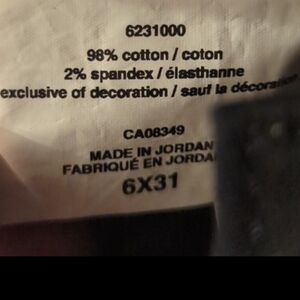 6231000
98% cotton / coton
2% spandex / élasthanne
exclusive of decoration / sauf la décoration
CA08349
MADE IN JORDAN
FABRIQUÉ EN JORDA
6X31